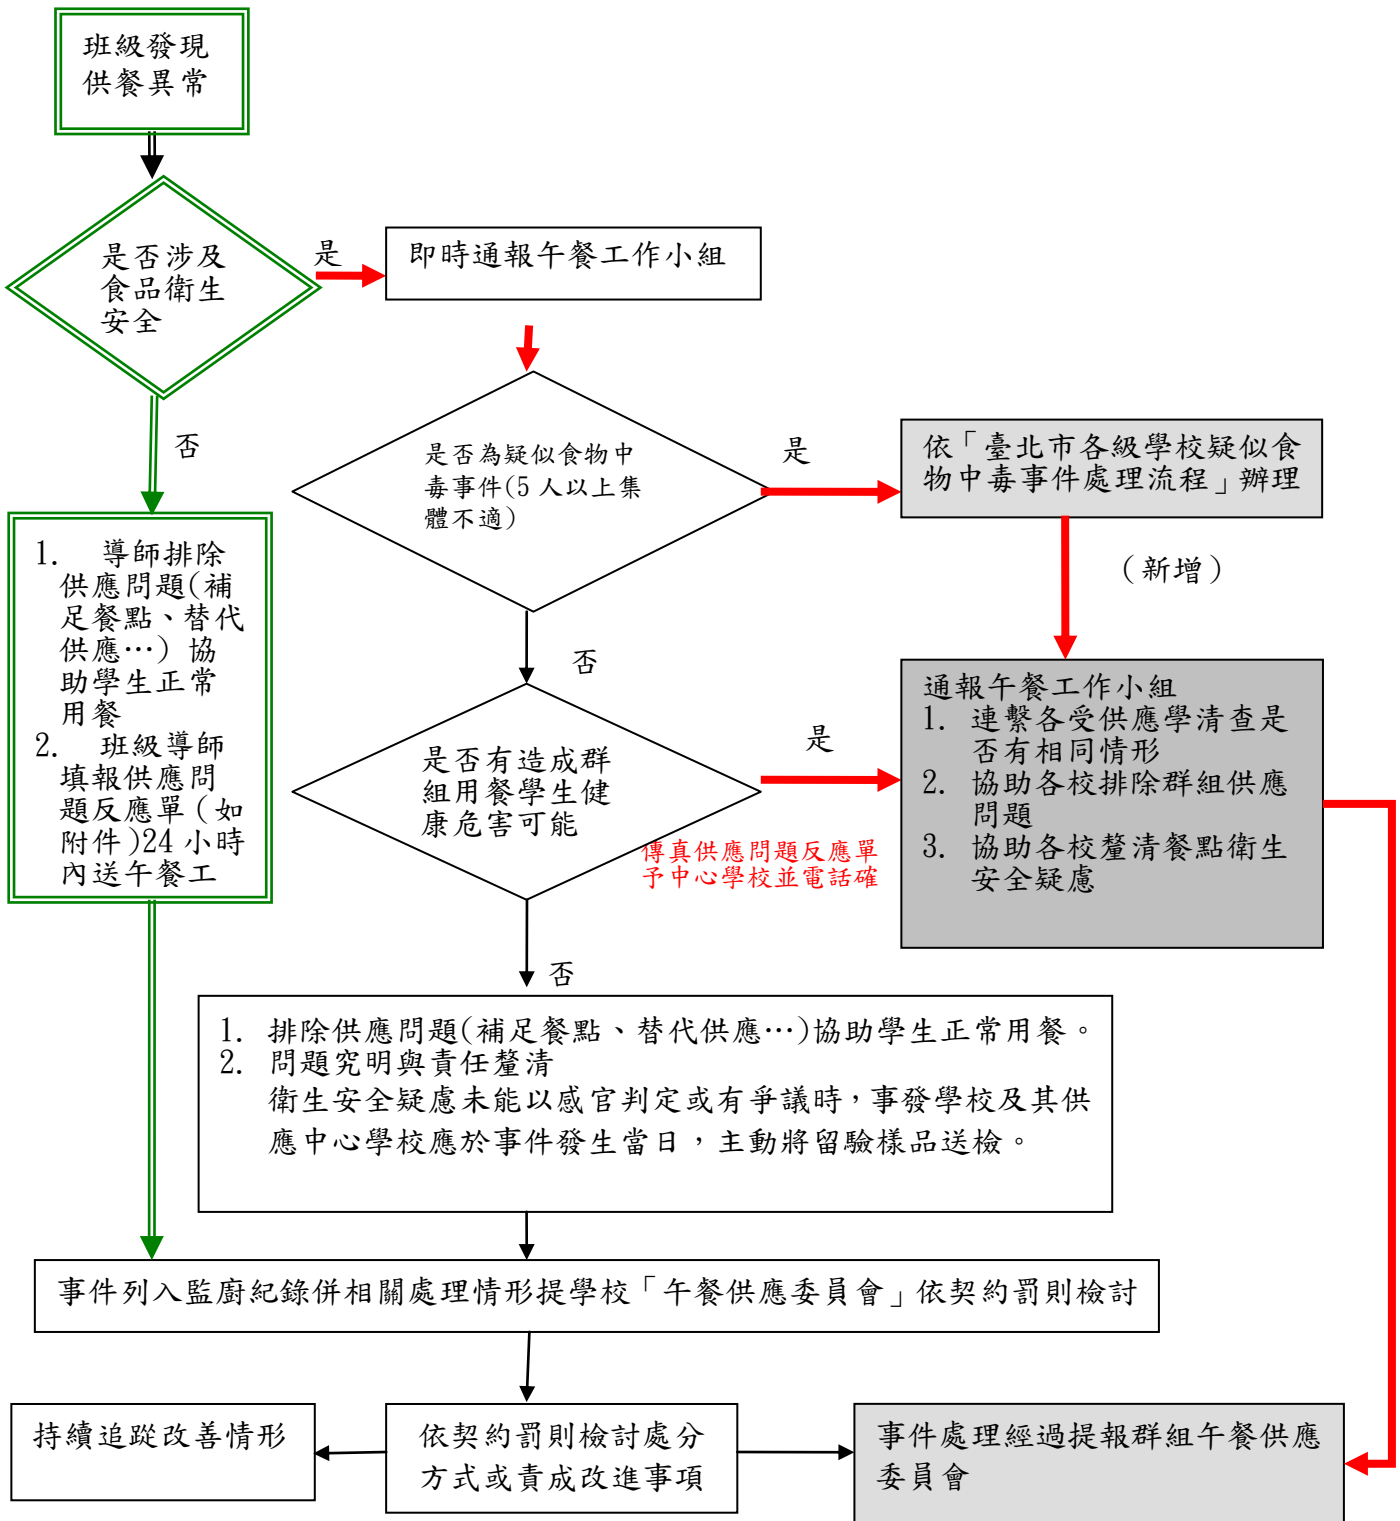 班級發現
供餐異常
是否涉及
食品衛生
安全
是
即時通報午餐工作小組
否
是否為疑似食物中
毒事件(5 人以上集
體不適)
是
依「臺北市各級學校疑似食
物中毒事件處理流程」辦理
(新增)
1. 導師排除
供應問題(補
足餐點、替代
供應…) 協
助學生正常
用餐
2. 班級導師
填報供應問
題反應單 (如
附件)24 小時
內送午餐工
否
是否有造成群
組用餐學生健
康危害可能
是
傳真供應問題反應單
予中心學校並電話確
通報午餐工作小組
1. 連繫各受供應學清查是
否有相同情形
2. 協助各校排除群組供應
問題
3. 協助各校釐清餐點衛生
安全疑慮
否
1. 排除供應問題(補足餐點、替代供應…)協助學生正常用餐。
2. 問題究明與責任釐清
衛生安全疑慮未能以感官判定或有爭議時,事發學校及其供
應中心學校應於事件發生當日,主動將留驗樣品送檢。
事件列入監廚紀錄併相關處理情形提學校「午餐供應委員會」依契約罰則檢討
持續追蹤改善情形
依契約罰則檢討處分
方式或責成改進事項
事件處理經過提報群組午餐供應
委員會